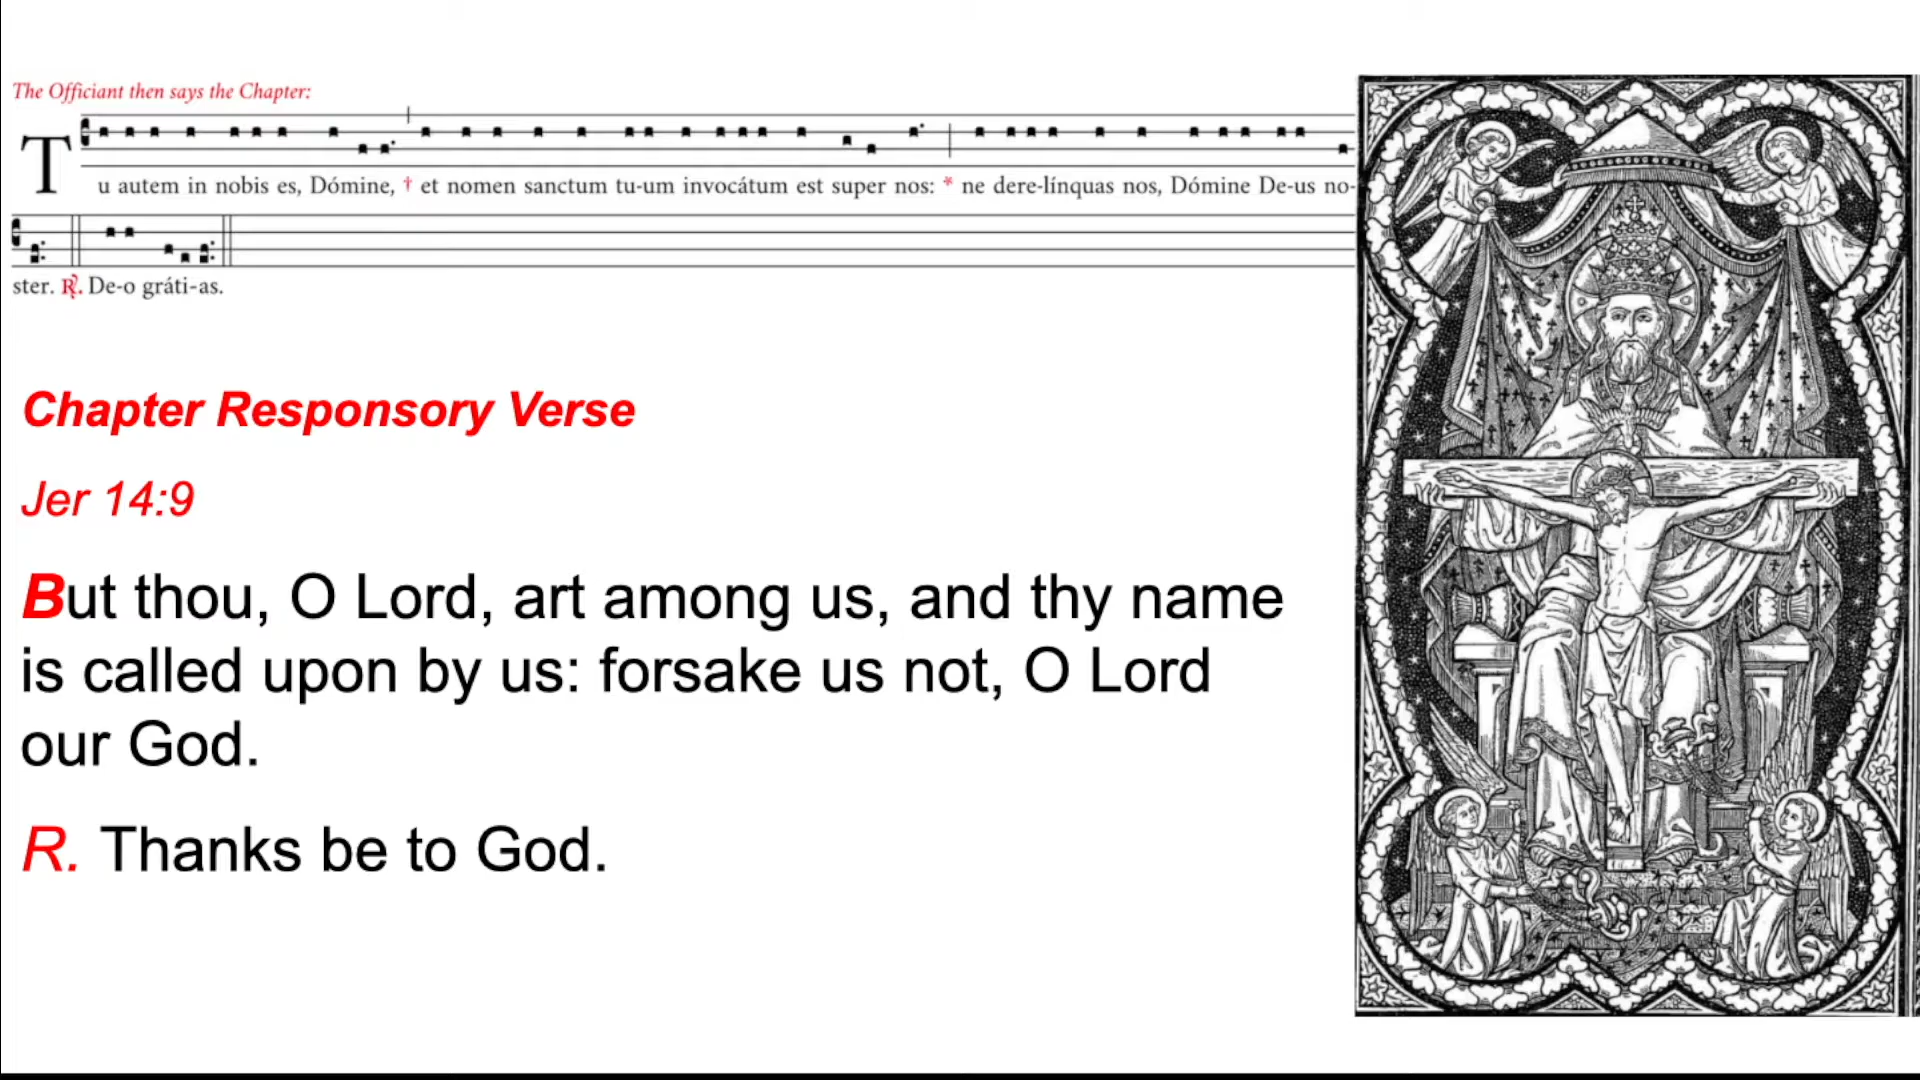 The Officiant then says the Chapter:
Tu autem in nobis es, Dómine, † et nomen sanctum tu-um invocátum est super nos: * ne dere-línquas nos, Dómine De-us no-
ster. ℟. De-o gráti-as.
Chapter Responsory Verse
Jer 14:9
But thou, O Lord, art among us, and thy name
is called upon by us: forsake us not, O Lord
our God.
R. Thanks be to God.